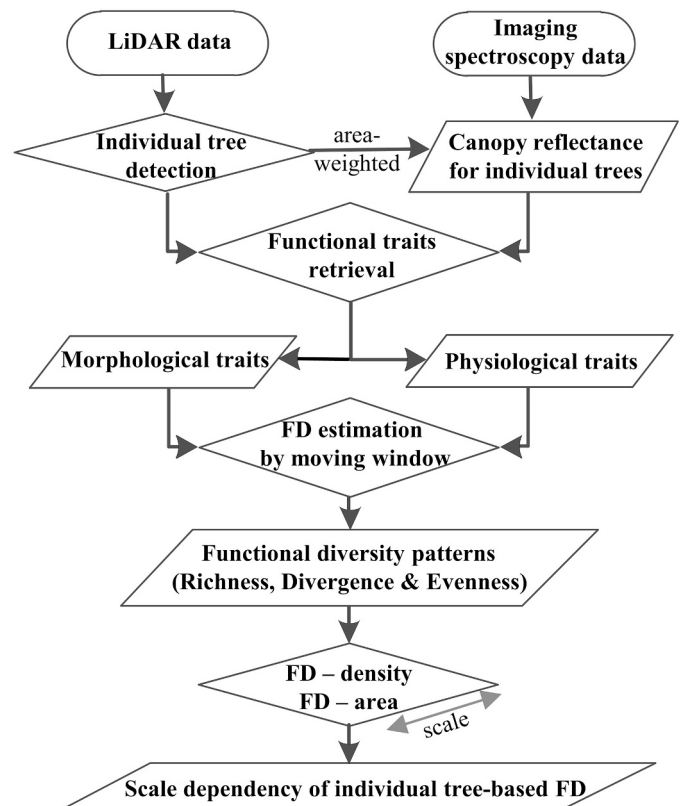 LiDAR data
Imaging
spectroscopy data
Individual tree
detection
area-
weighted
Canopy reflectance
for individual trees
Functional traits
retrieval
Morphological traits
Physiological traits
FD estimation
by moving window
Functional diversity patterns
(Richness, Divergence & Evenness)
FD – density
FD – area
scale
Scale dependency of individual tree-based FD